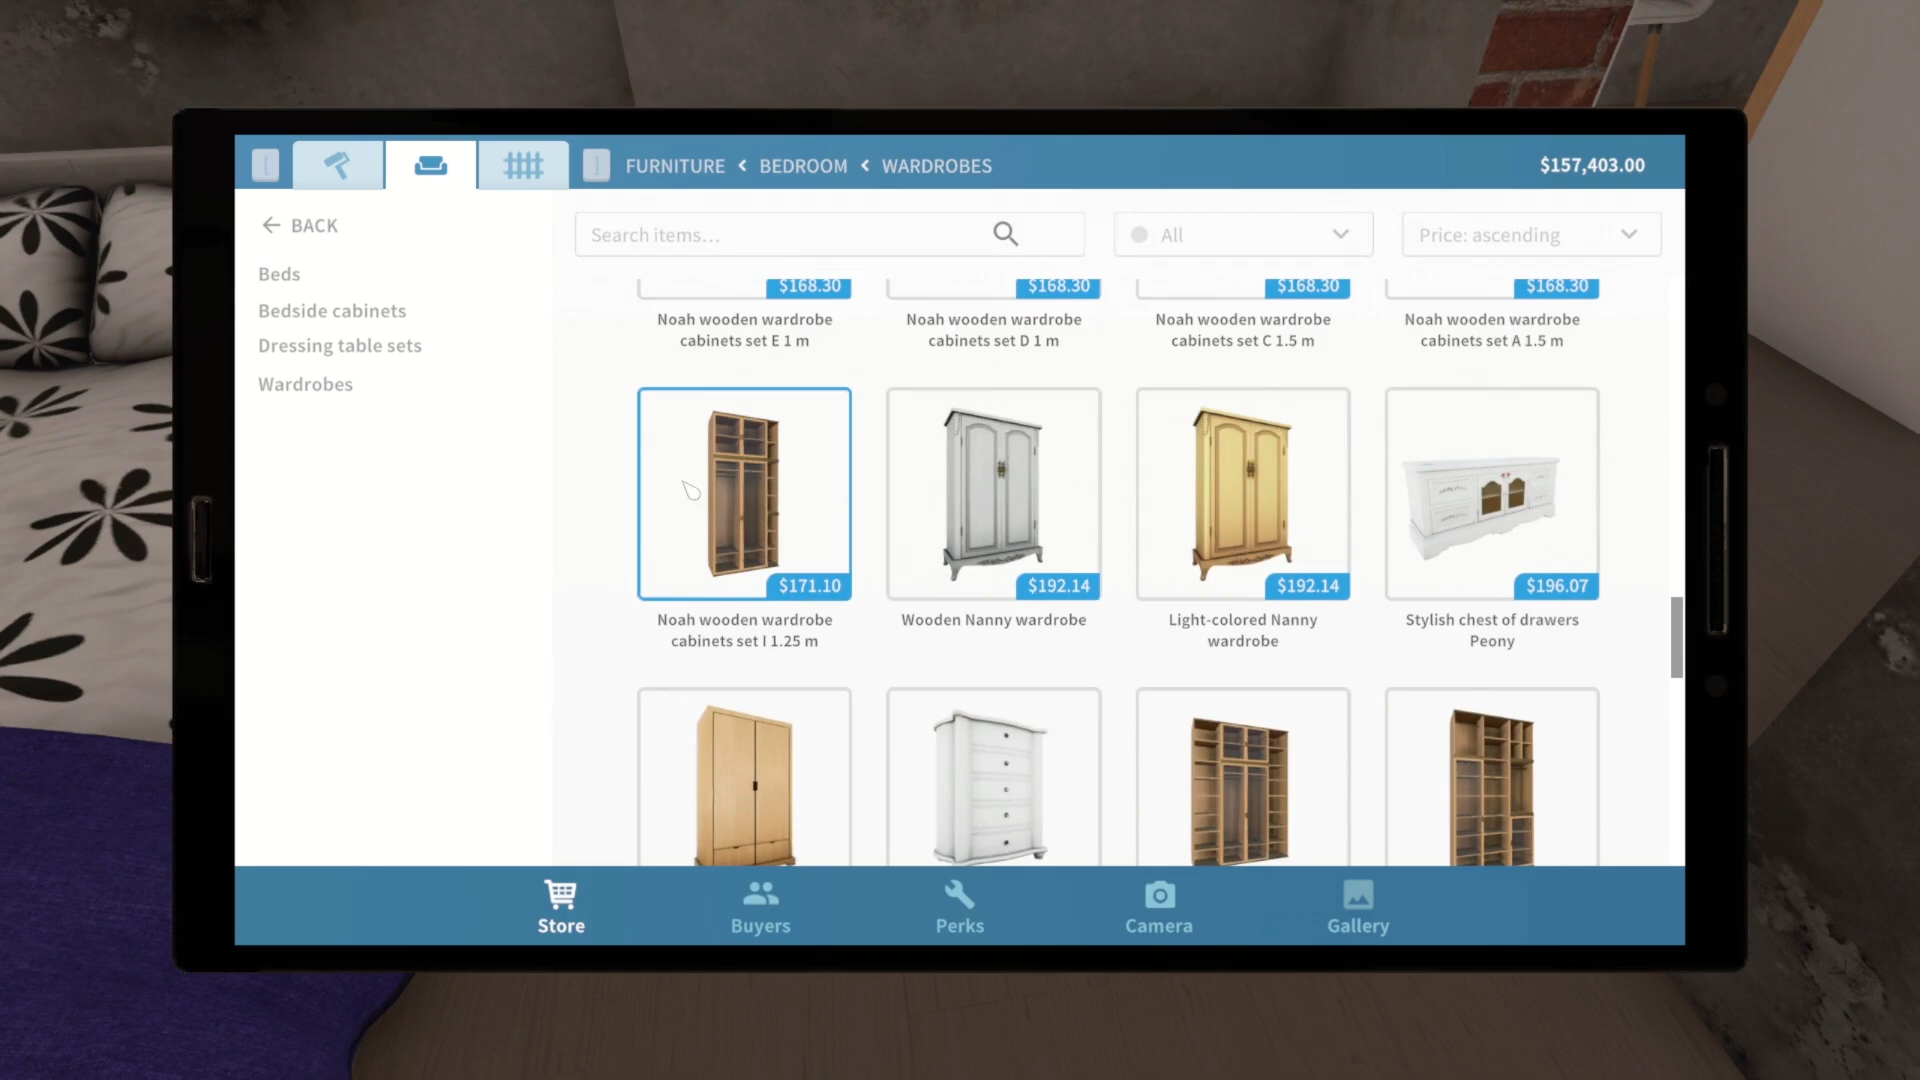 [
]
FURNITURE < BEDROOM < WARDROBES
$157,403.00
← BACK
Beds
Bedside cabinets
Dressing table sets
Wardrobes
Search items...
All
Price: ascending
$168.30
$168.30
$168.30
$168.30
Noah wooden wardrobe
cabinets set E 1 m
Noah wooden wardrobe
cabinets set D 1 m
Noah wooden wardrobe
cabinets set C 1.5 m
Noah wooden wardrobe
cabinets set A 1.5 m
$171.10
$192.14
$192.14
$196.07
Noah wooden wardrobe
cabinets set I 1.25 m
Wooden Nanny wardrobe
Light-colored Nanny
wardrobe
Stylish chest of drawers
Peony
Store
Buyers
Perks
Camera
Gallery